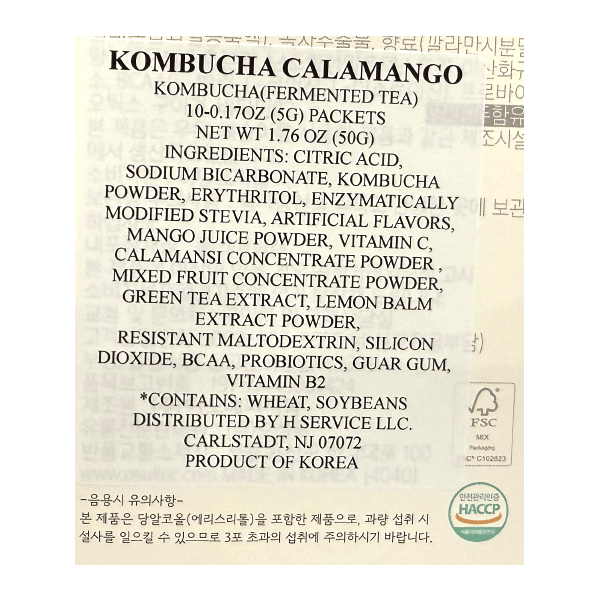 KOMBUCHA CALAMANGO
KOMBUCHA(FERMENTED TEA)
10-0.17OZ (5G) PACKETS
NET WT 1.76 OZ (50G)
INGREDIENTS: CITRIC ACID,
SODIUM BICARBONATE, KOMBUCHA
POWDER, ERYTHRITOL, ENZYMATICALLY
MODIFIED STEVIA, ARTIFICIAL FLAVORS,
MANGO JUICE POWDER, VITAMIN C,
CALAMANSI CONCENTRATE POWDER ,
MIXED FRUIT CONCENTRATE POWDER,
GREEN TEA EXTRACT, LEMON BALM
EXTRACT POWDER,
RESISTANT MALTODEXTRIN, SILICON
DIOXIDE, BCAA, PROBIOTICS, GUAR GUM,
VITAMIN B2
*CONTAINS: WHEAT, SOYBEANS
DISTRIBUTED BY H SERVICE LLC.
CARLSTADT, NJ 07072
PRODUCT OF KOREA
FSC
MIX
Packaging
C102823
-음용시 유의사항-
본 제품은 당알코올(에리스리톨)을 포함한 제품으로, 과량 섭취 시
설사를 일으킬 수 있으므로 3포 초과의 섭취에 주의하시기 바랍니다.
안전관리인증
HACCP